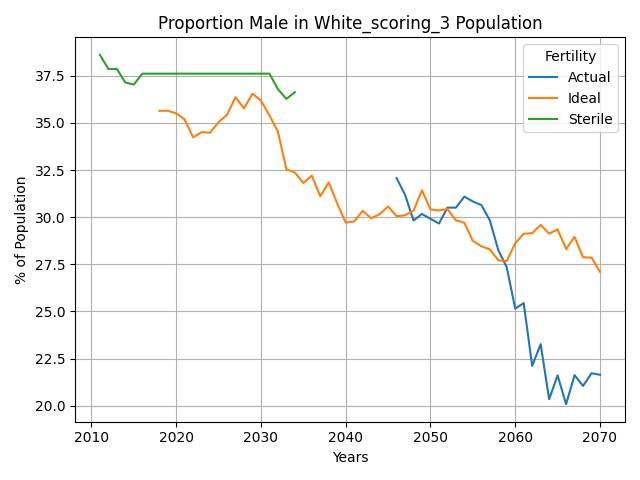 Proportion Male in White_scoring_3 Population
Fertility
Actual
Ideal
Sterile
37.5
35.0
32.5
30.0
27.5
25.0
22.5
20.0
% of Population
2010 2020 2030 2040 2050 2060 2070
Years